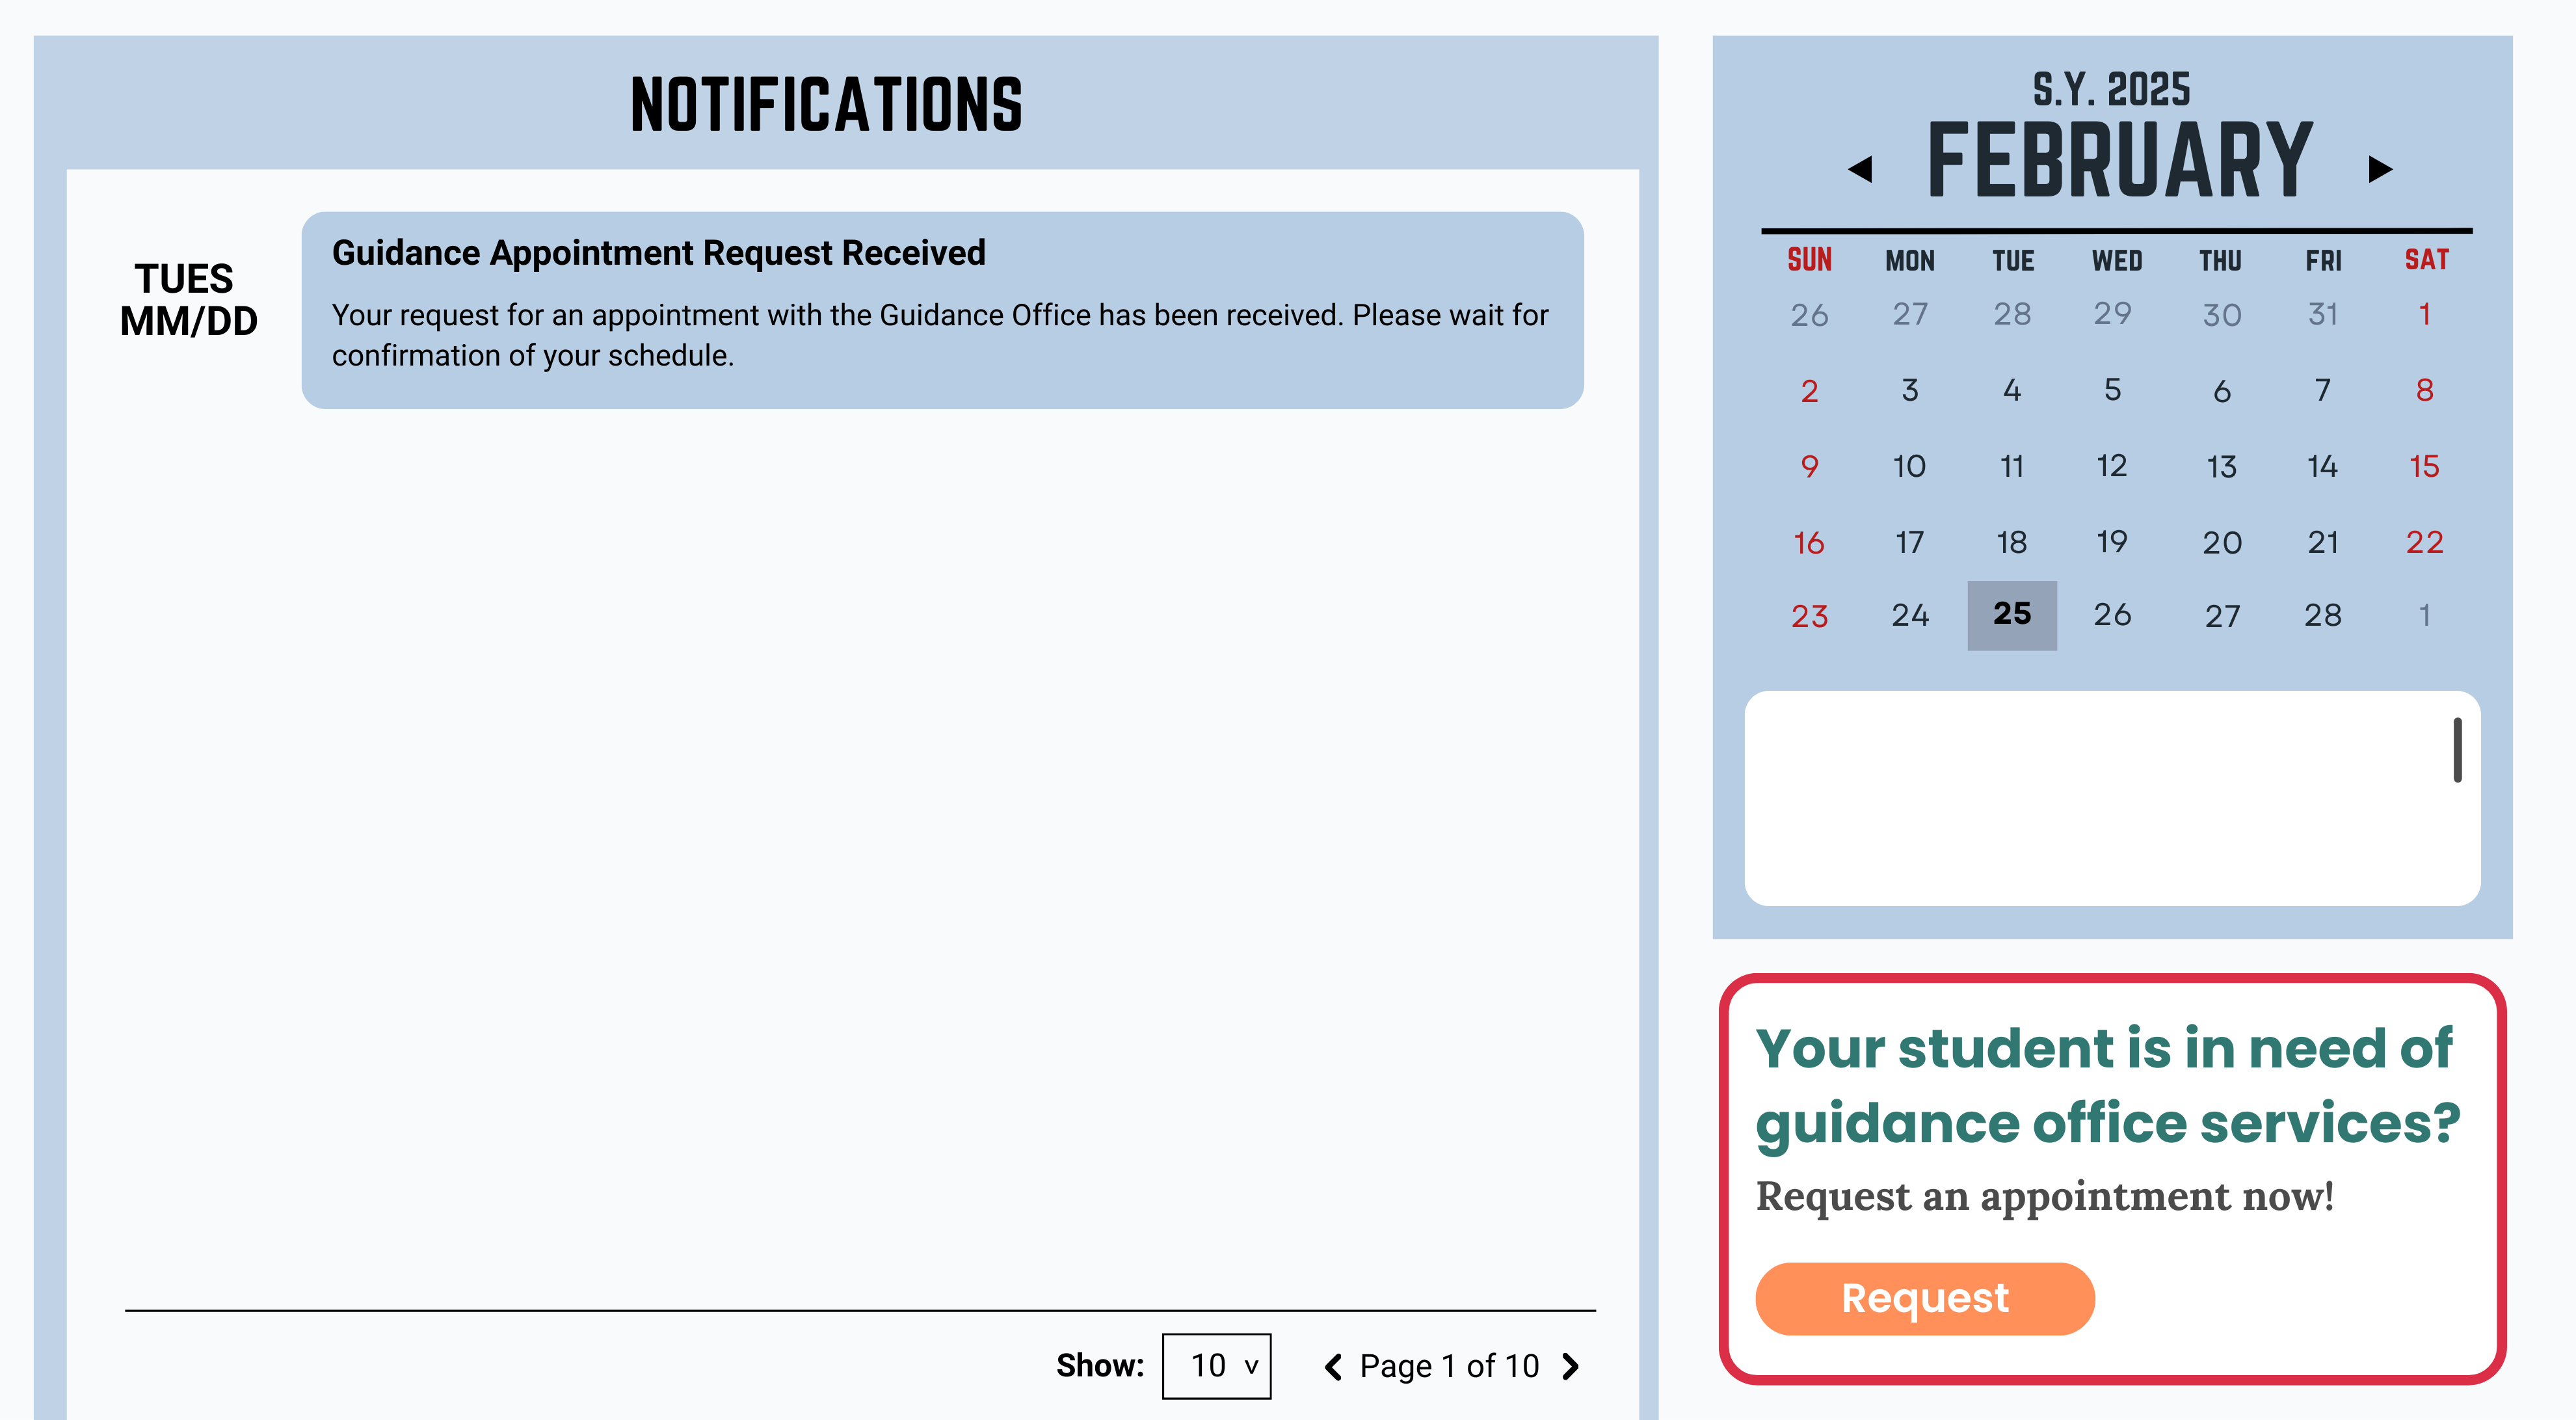 NOTIFICATIONS
TUES
MM/DD
Guidance Appointment Request Received
Your request for an appointment with the Guidance Office has been received. Please wait for
confirmation of your schedule.
Show: 10 v
Page 1 of 10
S.Y. 2025
FEBRUARY
SUN MON TUE WED THU FRI SAT
26 27 28 29 30 31 1
2 3 4 5 6 7 8
9 10 11 12 13 14 15
16 17 18 19 20 21 22
23 24 25 26 27 28 1
Your student is in need of
guidance office services?
Request an appointment now!
Request